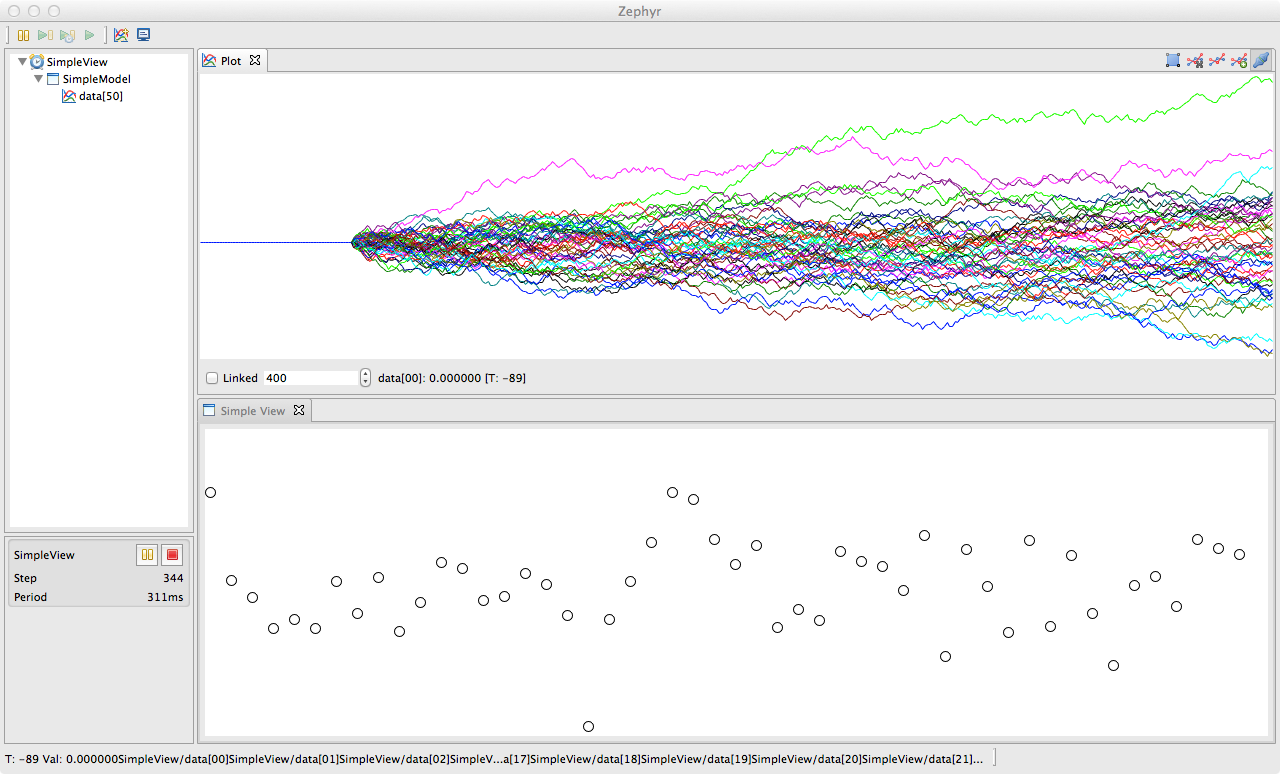 Zephyr
SimpleView
SimpleModel
data[50]
Plot
Linked 400 data[00]: 0.000000 [T: -89]
Simple View
SimpleView
Step 344
Period 311ms
T: -89 Val: 0.000000SimpleView/data[00]SimpleView/data[01]SimpleView/data[02]SimpleV...a[17]SimpleView/data[18]SimpleView/data[19]SimpleView/data[20]SimpleView/data[21]...